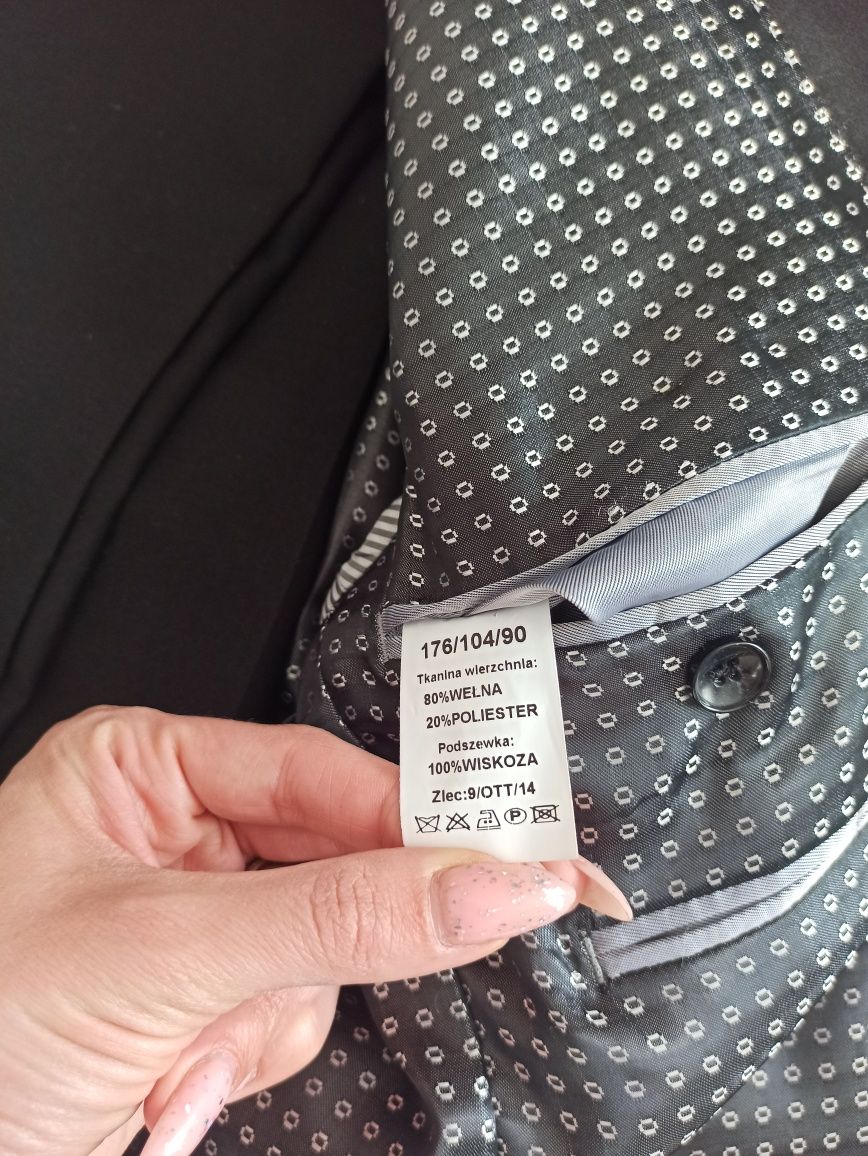 176/104/90
Tkanina wierzchnia:
80%WEŁNA
20%POLIESTER
Podszewka:
100%WISKOZA
Zlec:9/OTT/14
P